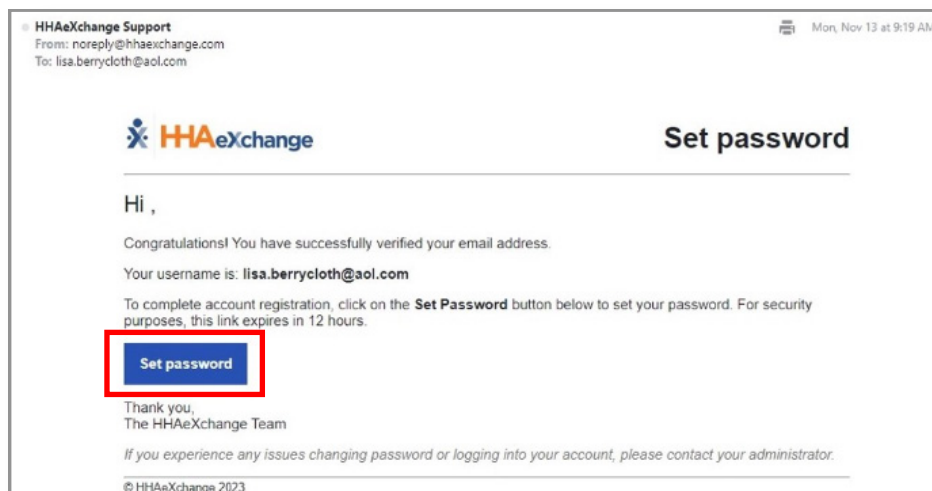 HHAeXchange Support
Mon, Nov 13 at 9:19 AM
From: noreply@hhaexchange.com
To: lisa.berrycloth@aol.com
HHAeXchange
Set password
Hi ,
Congratulations! You have successfully verified your email address.
Your username is: lisa.berrycloth@aol.com
To complete account registration, click on the Set Password button below to set your password. For security
purposes, this link expires in 12 hours.
Set password
Thank you,
The HHAeXchange Team
If you experience any issues changing password or logging into your account, please contact your administrator.
© HHAeXchange 2023